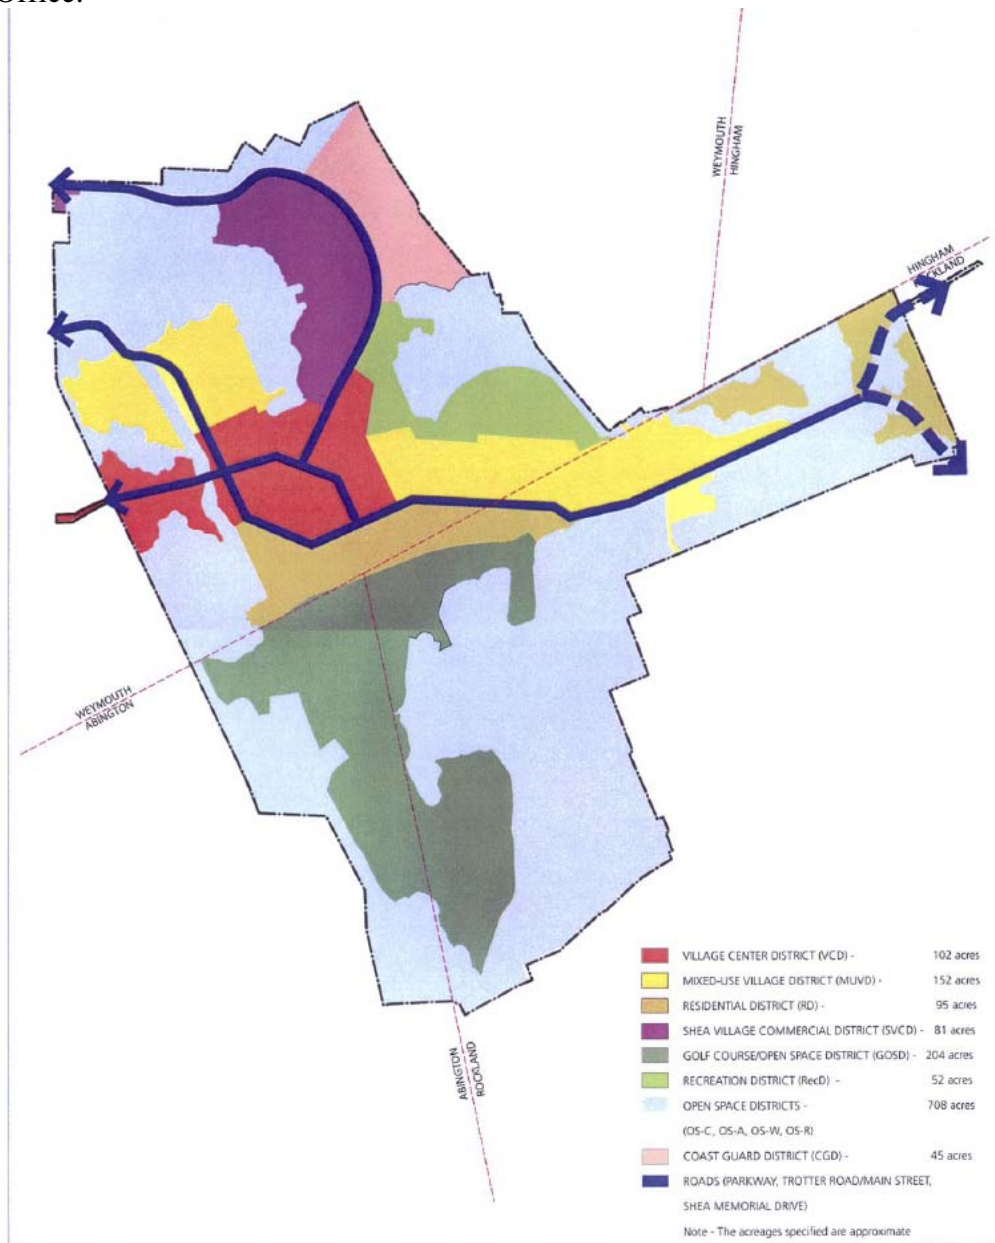 Office.
WEYMOUTH
HINGHAM
HINGHAM
ROCKLAND
WEYMOUTH
ABINGTON
ABINGTON
ROCKLAND
VILLAGE CENTER DISTRICT (VCD) - 102 acres
MIXED-USE VILLAGE DISTRICT (MUVD) - 152 acres
RESIDENTIAL DISTRICT (RD) - 95 acres
SHEA VILLAGE COMMERCIAL DISTRICT (SVCD) - 81 acres
GOLF COURSE/OPEN SPACE DISTRICT (GOSD) - 204 acres
RECREATION DISTRICT (RecD) - 52 acres
OPEN SPACE DISTRICTS - 708 acres
(OS-C, OS-A, OS-W, OS-R)
COAST GUARD DISTRICT (CGD) - 45 acres
ROADS (PARKWAY, TROTTER ROAD/MAIN STREET,
SHEA MEMORIAL DRIVE)
Note - The acreages specified are approximate